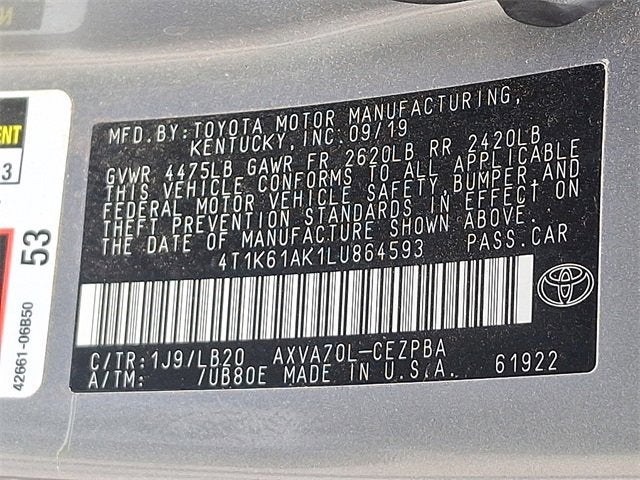 MFD.BY:TOYOTA MOTOR MANUFACTURING,
KENTUCKY, INC. 09/19
GVWR 4475LB GAWR FR 2620LB RR 2420LB
THIS VEHICLE CONFORMS TO ALL APPLICABLE
FEDERAL MOTOR VEHICLE SAFETY, BUMPER, AND
THEFT PREVENTION STANDARDS IN EFFECT ON
THE DATE OF MANUFACTURE SHOWN ABOVE.
4T1K61AK1LU864593 PASS.CAR
C/TR:1J9/LB20 AXVA70L-CEZPBA
A/TM: /UB80E MADE IN U.S.A. 61922
53
42661-06B50